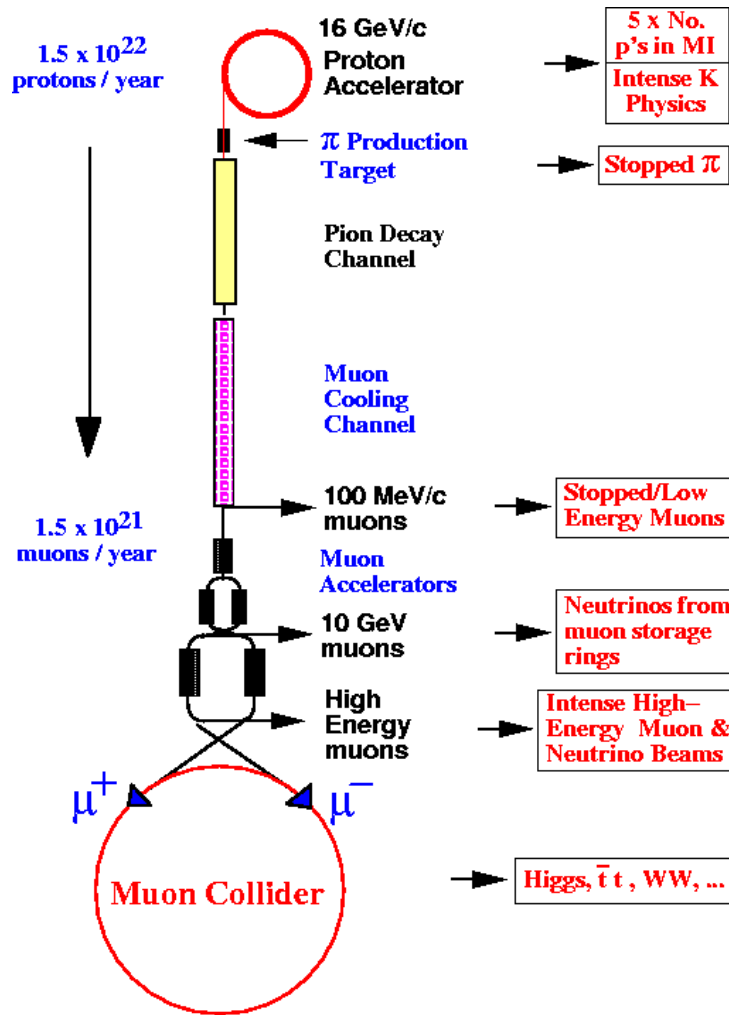 16 GeV/c
Proton
Accelerator
1.5 x 10²²
protons / year
5 x No.
p's in MI
Intense K
Physics
π Production
Target
Stopped π
Pion Decay
Channel
Muon
Cooling
Channel
100 MeV/c
muons
Stopped/Low
Energy Muons
1.5 x 10²¹
muons / year
Muon
Accelerators
10 GeV
muons
Neutrinos from
muon storage
rings
High
Energy
muons
Intense High–
Energy Muon &
Neutrino Beams
μ⁺
μ⁻
Muon Collider
Higgs, t̄ t , WW, ...